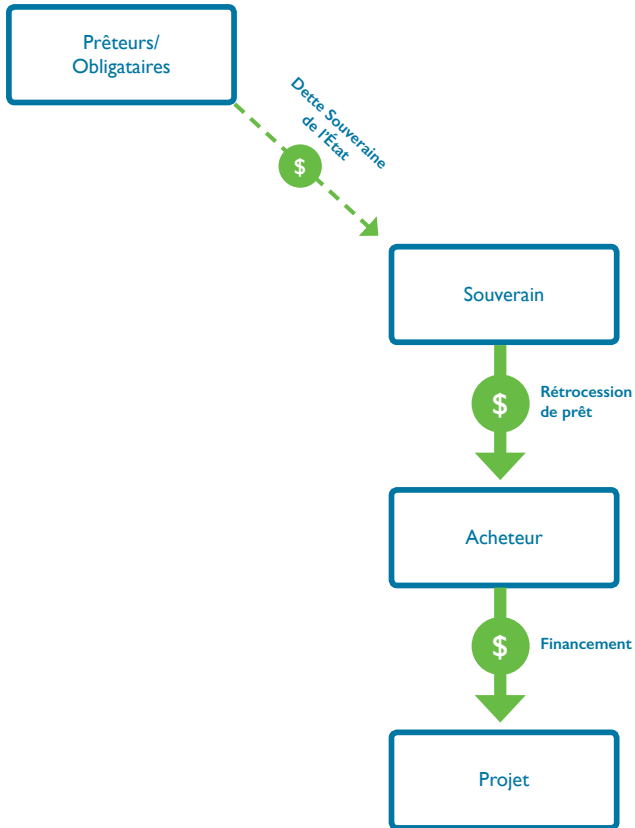 Prêteurs/
Obligataires
Dette Souveraine
de l'État
$
Souverain
$
Rétrocession
de prêt
Acheteur
$
Financement
Projet